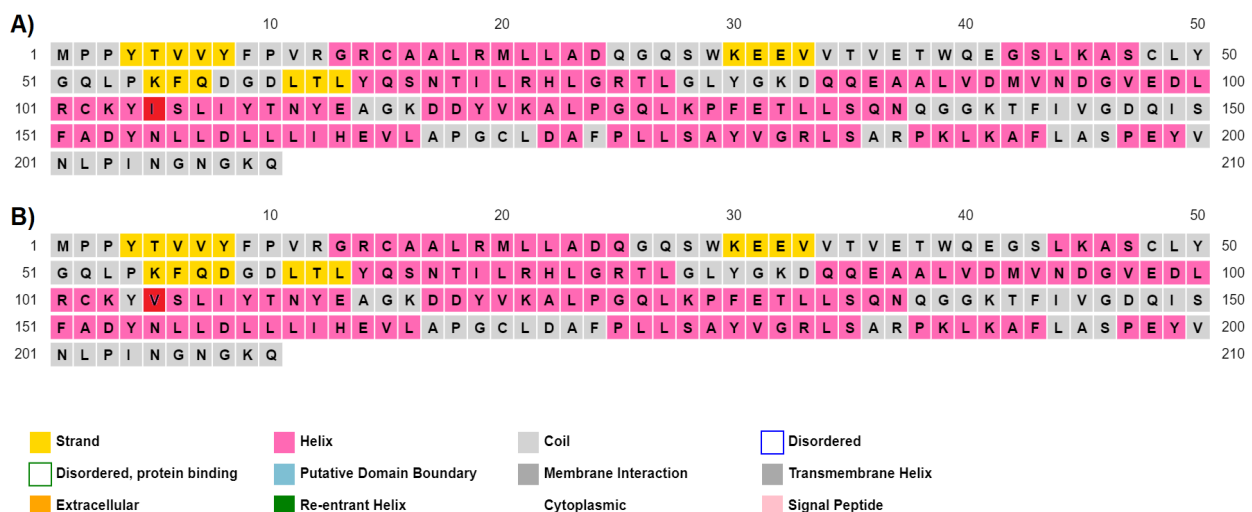 A)
10 20 30 40 50
1 M P P Y T V V Y F P V R G R C A A L R M L L A D Q G Q S W K E E V V T V E T W Q E G S L K A S C L Y 50
51 G Q L P K F Q D G D L T L Y Q S N T I L R H L G R T L G L Y G K D Q Q E A A L V D M V N D G V E D L 100
101 R C K Y I S L I Y T N Y E A G K D D Y V K A L P G Q L K P F E T L L S Q N Q G G K T F I V G D Q I S 150
151 F A D Y N L L D L L L I H E V L A P G C L D A F P L L S A Y V G R L S A R P K L K A F L A S P E Y V 200
201 N L P I N G N G K Q 210
B)
10 20 30 40 50
1 M P P Y T V V Y F P V R G R C A A L R M L L A D Q G Q S W K E E V V T V E T W Q E G S L K A S C L Y 50
51 G Q L P K F Q D G D L T L Y Q S N T I L R H L G R T L G L Y G K D Q Q E A A L V D M V N D G V E D L 100
101 R C K Y V S L I Y T N Y E A G K D D Y V K A L P G Q L K P F E T L L S Q N Q G G K T F I V G D Q I S 150
151 F A D Y N L L D L L L I H E V L A P G C L D A F P L L S A Y V G R L S A R P K L K A F L A S P E Y V 200
201 N L P I N G N G K Q 210
Strand Helix Coil Disordered
Disordered, protein binding Putative Domain Boundary Membrane Interaction Transmembrane Helix
Extracellular Re-entrant Helix Cytoplasmic Signal Peptide